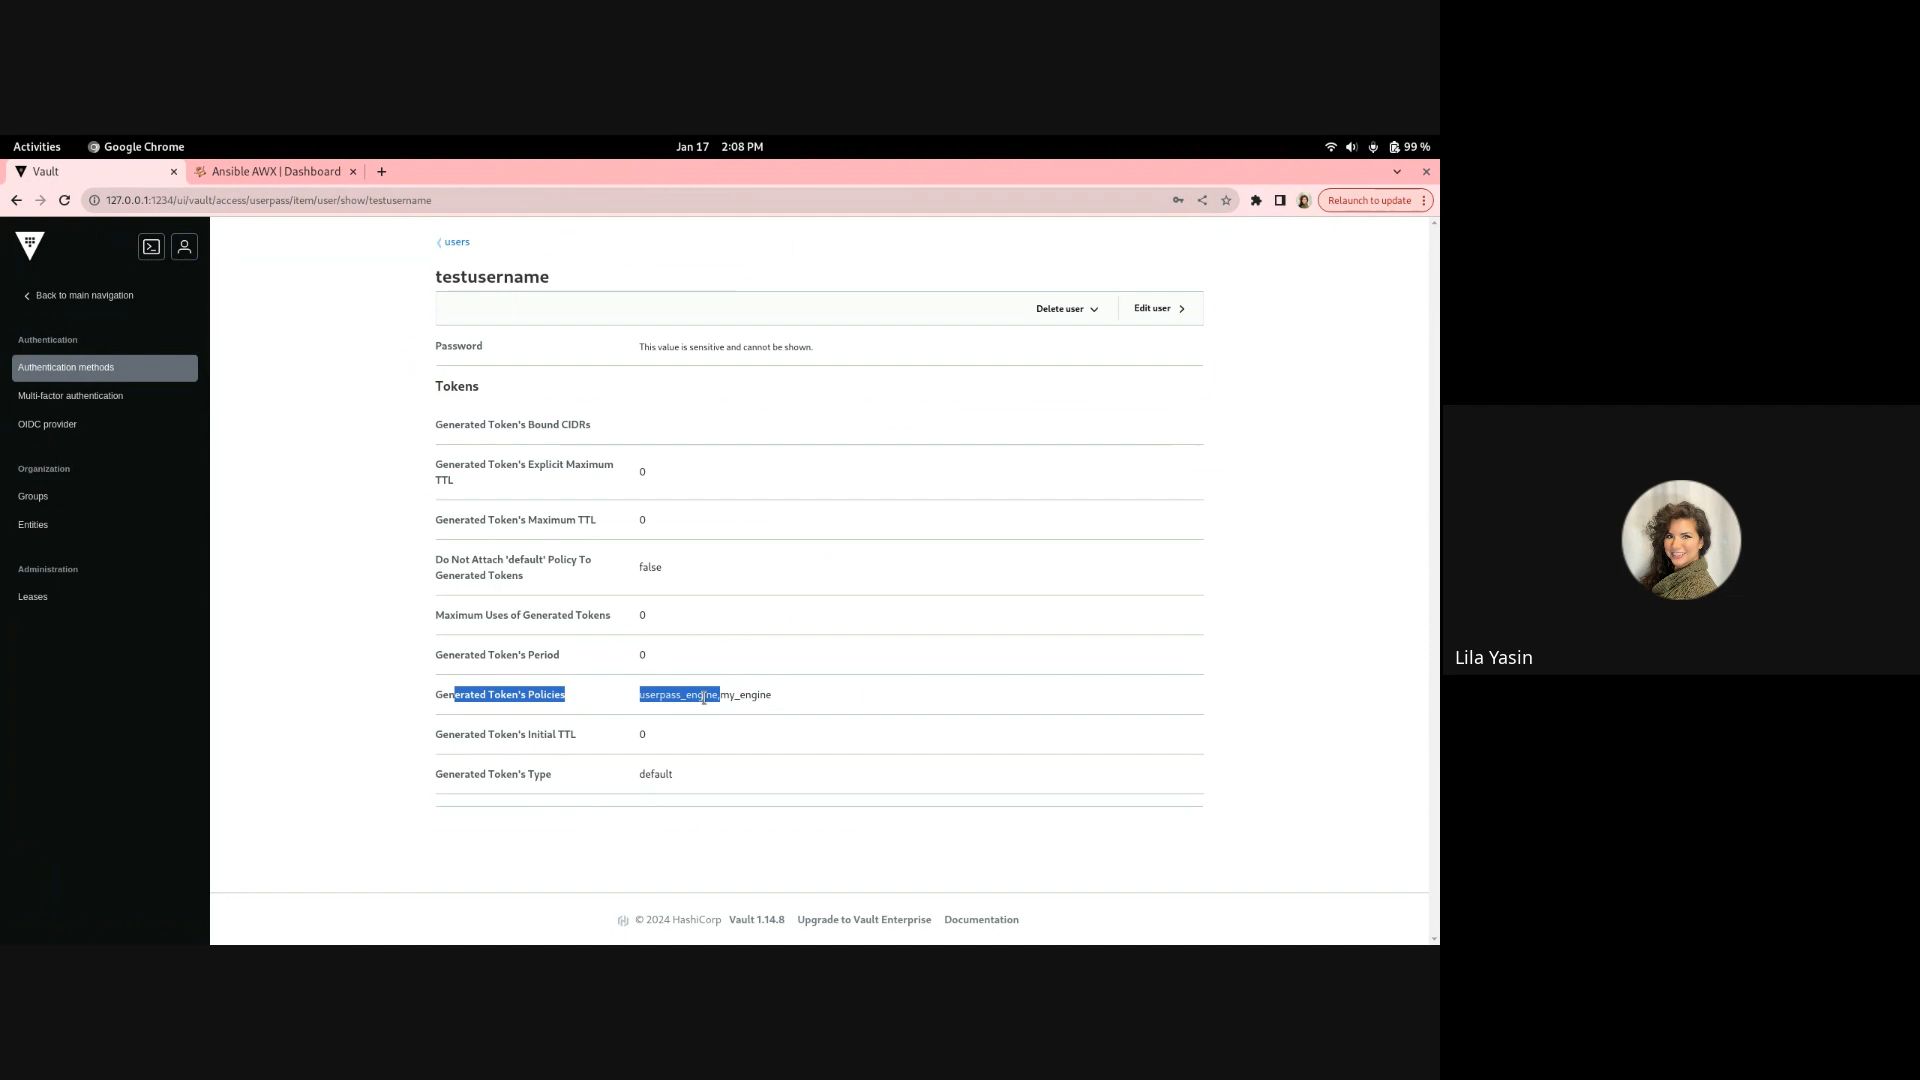 Activities Google Chrome Jan 17 2:08 PM 99 %
Vault Ansible AWX | Dashboard
127.0.0.1:1234/ui/vault/access/userpass/item/user/show/testusername Relaunch to update
Back to main navigation
Authentication
Authentication methods
Multi-factor authentication
OIDC provider
Organization
Groups
Entities
Administration
Leases
users
testusername
Delete user Edit user
Password This value is sensitive and cannot be shown.
Tokens
Generated Token's Bound CIDRs
Generated Token's Explicit Maximum
TTL 0
Generated Token's Maximum TTL 0
Do Not Attach 'default' Policy To
Generated Tokens false
Maximum Uses of Generated Tokens 0
Generated Token's Period 0
Generated Token's Policies userpass_engine,my_engine
Generated Token's Initial TTL 0
Generated Token's Type default
© 2024 HashiCorp Vault 1.14.8 Upgrade to Vault Enterprise Documentation
Lila Yasin